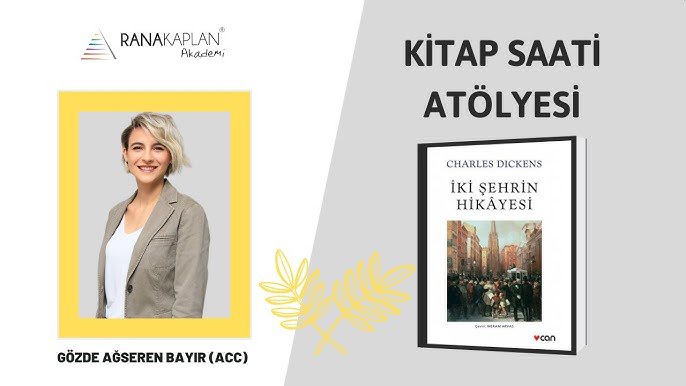 RANAKAPLAN®
Akademi
GÖZDE AĞSEREN BAYIR (ACC)
KİTAP SAATİ
ATÖLYESİ
CHARLES DICKENS
İKİ ŞEHRİN
HİKÂYESİ
can